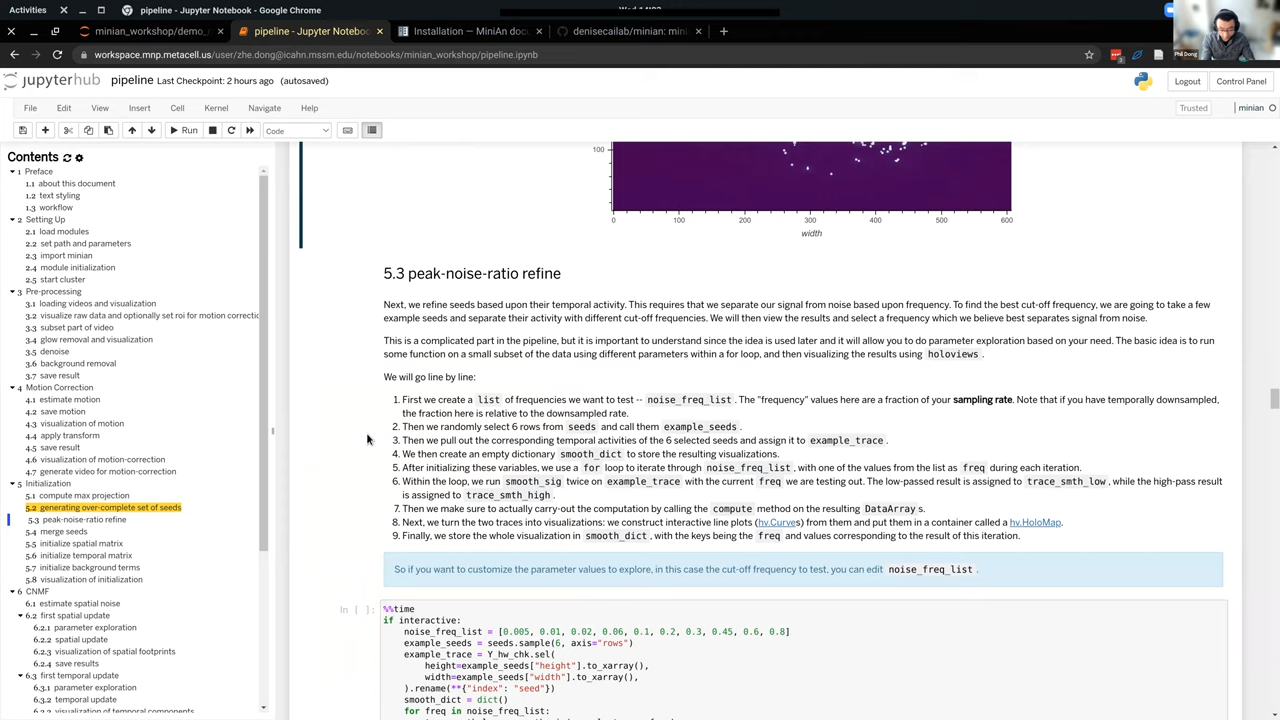 Activities
pipeline - Jupyter Notebook - Google Chrome
minian_workshop/demo_r
pipeline - Jupyter Noteboo
Installation — MiniAn docu
denisecailab/minian: mini
workspace.mnp.metacell.us/user/zhe.dong@icahn.mssm.edu/notebooks/minian_workshop/pipeline.ipynb
Phil Dong
jupyterhub
pipeline Last Checkpoint: 2 hours ago (autosaved)
Logout
Control Panel
File Edit View Insert Cell Kernel Navigate Help
Trusted
minian
Run
Code
Contents
1 Preface
1.1 about this document
1.2 text styling
1.3 workflow
2 Setting Up
2.1 load modules
2.2 set path and parameters
2.3 import minian
2.4 module initialization
2.5 start cluster
3 Pre-processing
3.1 loading videos and visualization
3.2 visualize raw data and optionally set roi for motion correctio
3.3 subset part of video
3.4 glow removal and visualization
3.5 denoise
3.6 background removal
3.7 save result
4 Motion Correction
4.1 estimate motion
4.2 save motion
4.3 visualization of motion
4.4 apply transform
4.5 save result
4.6 visualization of motion-correction
4.7 generate video for motion-correction
5 Initialization
5.1 compute max projection
5.2 generating over-complete set of seeds
5.3 peak-noise-ratio refine
5.4 merge seeds
5.5 initialize spatial matrix
5.6 initialize temporal matrix
5.7 initialize background terms
5.8 visualization of initialization
6 CNMF
6.1 estimate spatial noise
6.2 first spatial update
6.2.1 parameter exploration
6.2.2 spatial update
6.2.3 visualization of spatial footprints
6.2.4 save results
6.3 first temporal update
6.3.1 parameter exploration
6.3.2 temporal update
6.3.3 visualization of temporal components
100
0 100 200 300 400 500 600
width
5.3 peak-noise-ratio refine
Next, we refine seeds based upon their temporal activity. This requires that we separate our signal from noise based upon frequency. To find the best cut-off frequency, we are going to take a few
example seeds and separate their activity with different cut-off frequencies. We will then view the results and select a frequency which we believe best separates signal from noise.
This is a complicated part in the pipeline, but it is important to understand since the idea is used later and it will allow you to do parameter exploration based on your need. The basic idea is to run
some function on a small subset of the data using different parameters within a for loop, and then visualizing the results using holoviews .
We will go line by line:
1. First we create a list of frequencies we want to test -- noise_freq_list . The "frequency" values here are a fraction of your sampling rate. Note that if you have temporally downsampled,
the fraction here is relative to the downsampled rate.
2. Then we randomly select 6 rows from seeds and call them example_seeds .
3. Then we pull out the corresponding temporal activities of the 6 selected seeds and assign it to example_trace .
4. We then create an empty dictionary smooth_dict to store the resulting visualizations.
5. After initializing these variables, we use a for loop to iterate through noise_freq_list , with one of the values from the list as freq during each iteration.
6. Within the loop, we run smooth_sig twice on example_trace with the current freq we are testing out. The low-passed result is assigned to trace_smth_low , while the high-pass result
is assigned to trace_smth_high .
7. Then we make sure to actually carry-out the computation by calling the compute method on the resulting DataArray s.
8. Next, we turn the two traces into visualizations: we construct interactive line plots (hv.Curves) from them and put them in a container called a hv.HoloMap.
9. Finally, we store the whole visualization in smooth_dict , with the keys being the freq and values corresponding to the result of this iteration.
So if you want to customize the parameter values to explore, in this case the cut-off frequency to test, you can edit noise_freq_list .
In [ ]:
%%time
if interactive:
noise_freq_list = [0.005, 0.01, 0.02, 0.06, 0.1, 0.2, 0.3, 0.45, 0.6, 0.8]
example_seeds = seeds.sample(6, axis="rows")
example_trace = Y_hw_chk.sel(
height=example_seeds["height"].to_xarray(),
width=example_seeds["width"].to_xarray(),
).rename(**{"index": "seed"})
smooth_dict = dict()
for freq in noise_freq_list: